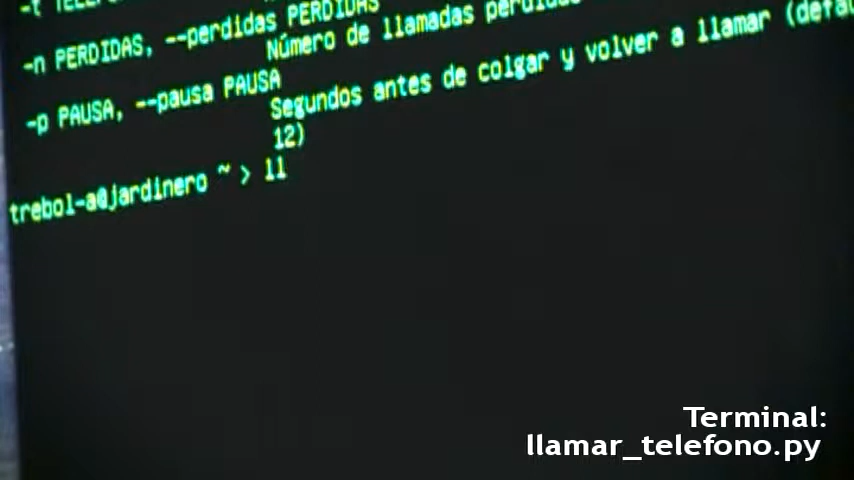 -n PERDIDAS, --perdidas PERDIDAS
Número de llamadas perdidas
-p PAUSA, --pausa PAUSA
Segundos antes de colgar y volver a llamar
12)
trebol-a@jardinero ~ > ll
Terminal:
llamar_telefono.py